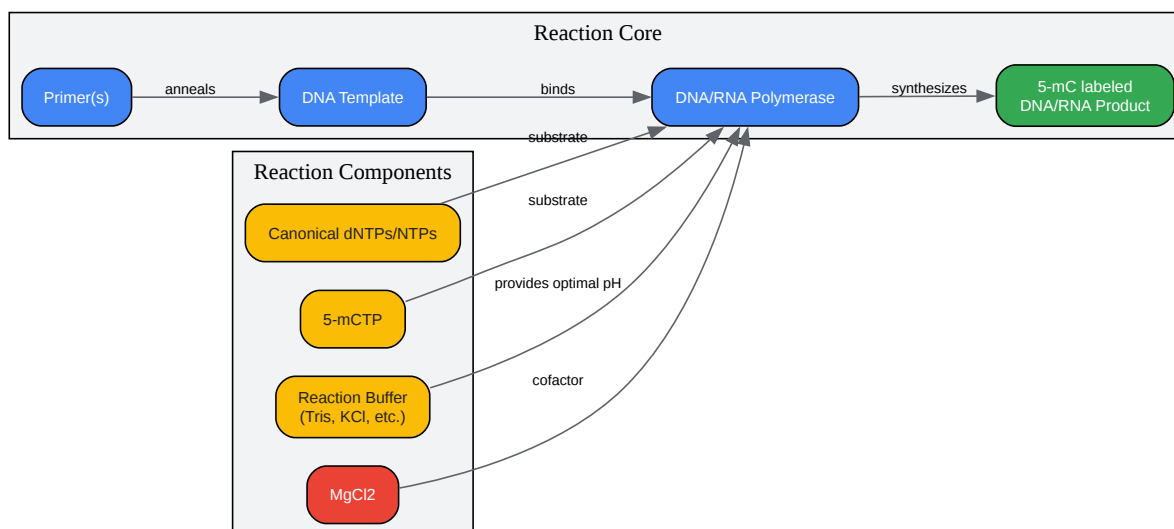 Reaction Core
Primer(s)
anneals
DNA Template
binds
DNA/RNA Polymerase
synthesizes
5-mC labeled
DNA/RNA Product
substrate
Reaction Components
Canonical dNTPs/NTPs
substrate
5-mCTP
provides optimal pH
Reaction Buffer
(Tris, KCl, etc.)
cofactor
MgCl2